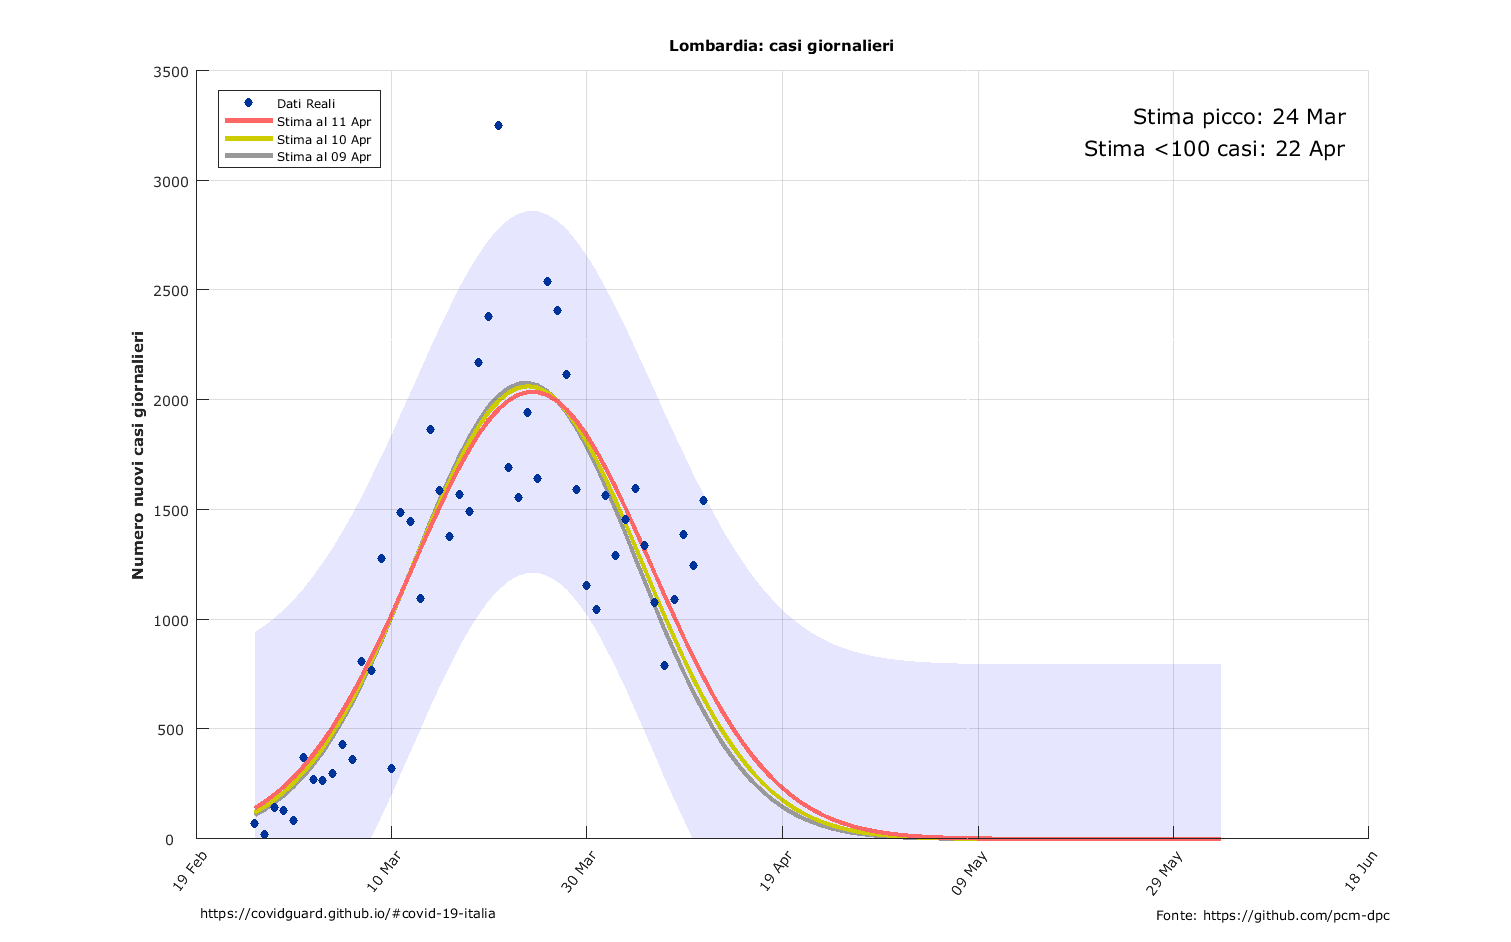 Lombardia: casi giornalieri
3500
3000
2500
2000
1500
1000
500
0
Numero nuovi casi giornalieri
Dati Reali
Stima al 11 Apr
Stima al 10 Apr
Stima al 09 Apr
Stima picco: 24 Mar
Stima <100 casi: 22 Apr
19 Feb
10 Mar
30 Mar
19 Apr
09 May
29 May
18 Jun
https://covidguard.github.io/#covid-19-italia
Fonte: https://github.com/pcm-dpc